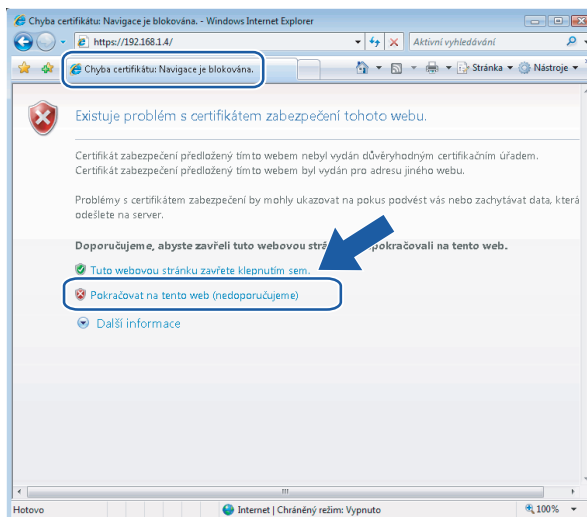 Chyba certifikátu: Navigace je blokována. - Windows Internet Explorer
https://192.168.1.4/
Aktivní vyhledávání
Chyba certifikátu: Navigace je blokována.
Stránka
Nástroje
Existuje problém s certifikátem zabezpečení tohoto webu.
Certifikát zabezpečení předložený tímto webem nebyl vydán důvěryhodným certifikačním úřadem.
Certifikát zabezpečení předložený tímto webem byl vydán pro adresu jiného webu.
Problémy s certifikátem zabezpečení by mohly ukazovat na pokus podvést vás nebo zachytávat data, která
odešlete na server.
Doporučujeme, abyste zavřeli tuto webovou pokračovali na tento web.
Tuto webovou stránku zavřete klepnutím sem.
Pokračovat na tento web (nedoporučujeme)
Další informace
Hotovo
Internet | Chráněný režim: Vypnuto
100%